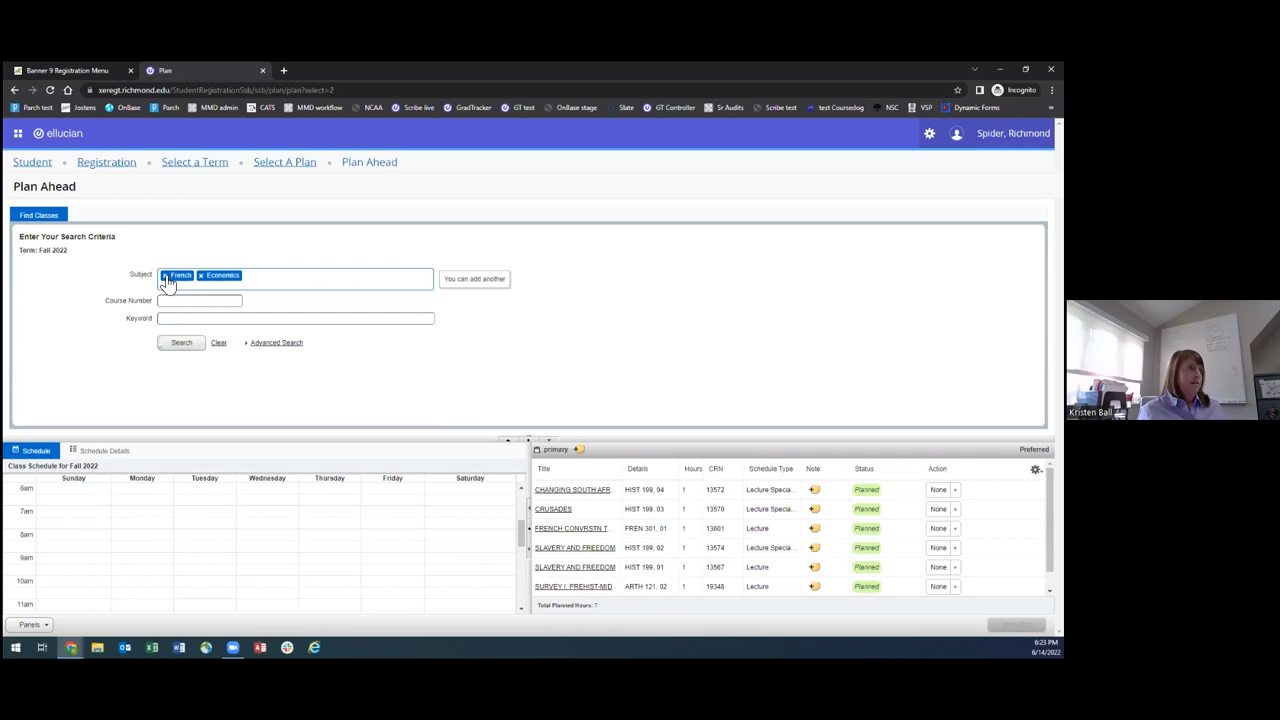 Banner 9 Registration Menu
Plan
xeregt.richmond.edu/StudentRegistrationSsb/ssb/plan/plan?select=2
Incognito
Parch test Jostens OnBase Parch MMD admin CATS MMD workflow NCAA Scribe live GradTracker GT test OnBase stage Slate GT Controller Sr Audits Scribe test test Coursedog NSC VSP Dynamic Forms
ellucian
Spider, Richmond
Student • Registration • Select a Term • Select A Plan • Plan Ahead
Plan Ahead
Find Classes
Enter Your Search Criteria
Term: Fall 2022
Subject
French
Economics
You can add another
Course Number
Keyword
Search Clear Advanced Search
Kristen Ball
Schedule Schedule Details
Class Schedule for Fall 2022
Sunday Monday Tuesday Wednesday Thursday Friday Saturday
6am
7am
8am
9am
10am
11am
primary Preferred
Title Details Hours CRN Schedule Type Note Status Action
CHANGING SOUTH AFR... HIST 199, 04 1 13572 Lecture Specia... Planned None
CRUSADES HIST 199, 03 1 13570 Lecture Specia... Planned None
FRENCH CONVRSTN T... FREN 301, 01 1 13601 Lecture Planned None
SLAVERY AND FREEDOM HIST 199, 02 1 13574 Lecture Specia... Planned None
SLAVERY AND FREEDOM HIST 199, 01 1 13567 Lecture Planned None
SURVEY I: PREHIST-MID... ARTH 121, 02 1 19348 Lecture Planned None
Total Planned Hours: 7
Panels
6:23 PM
6/14/2022